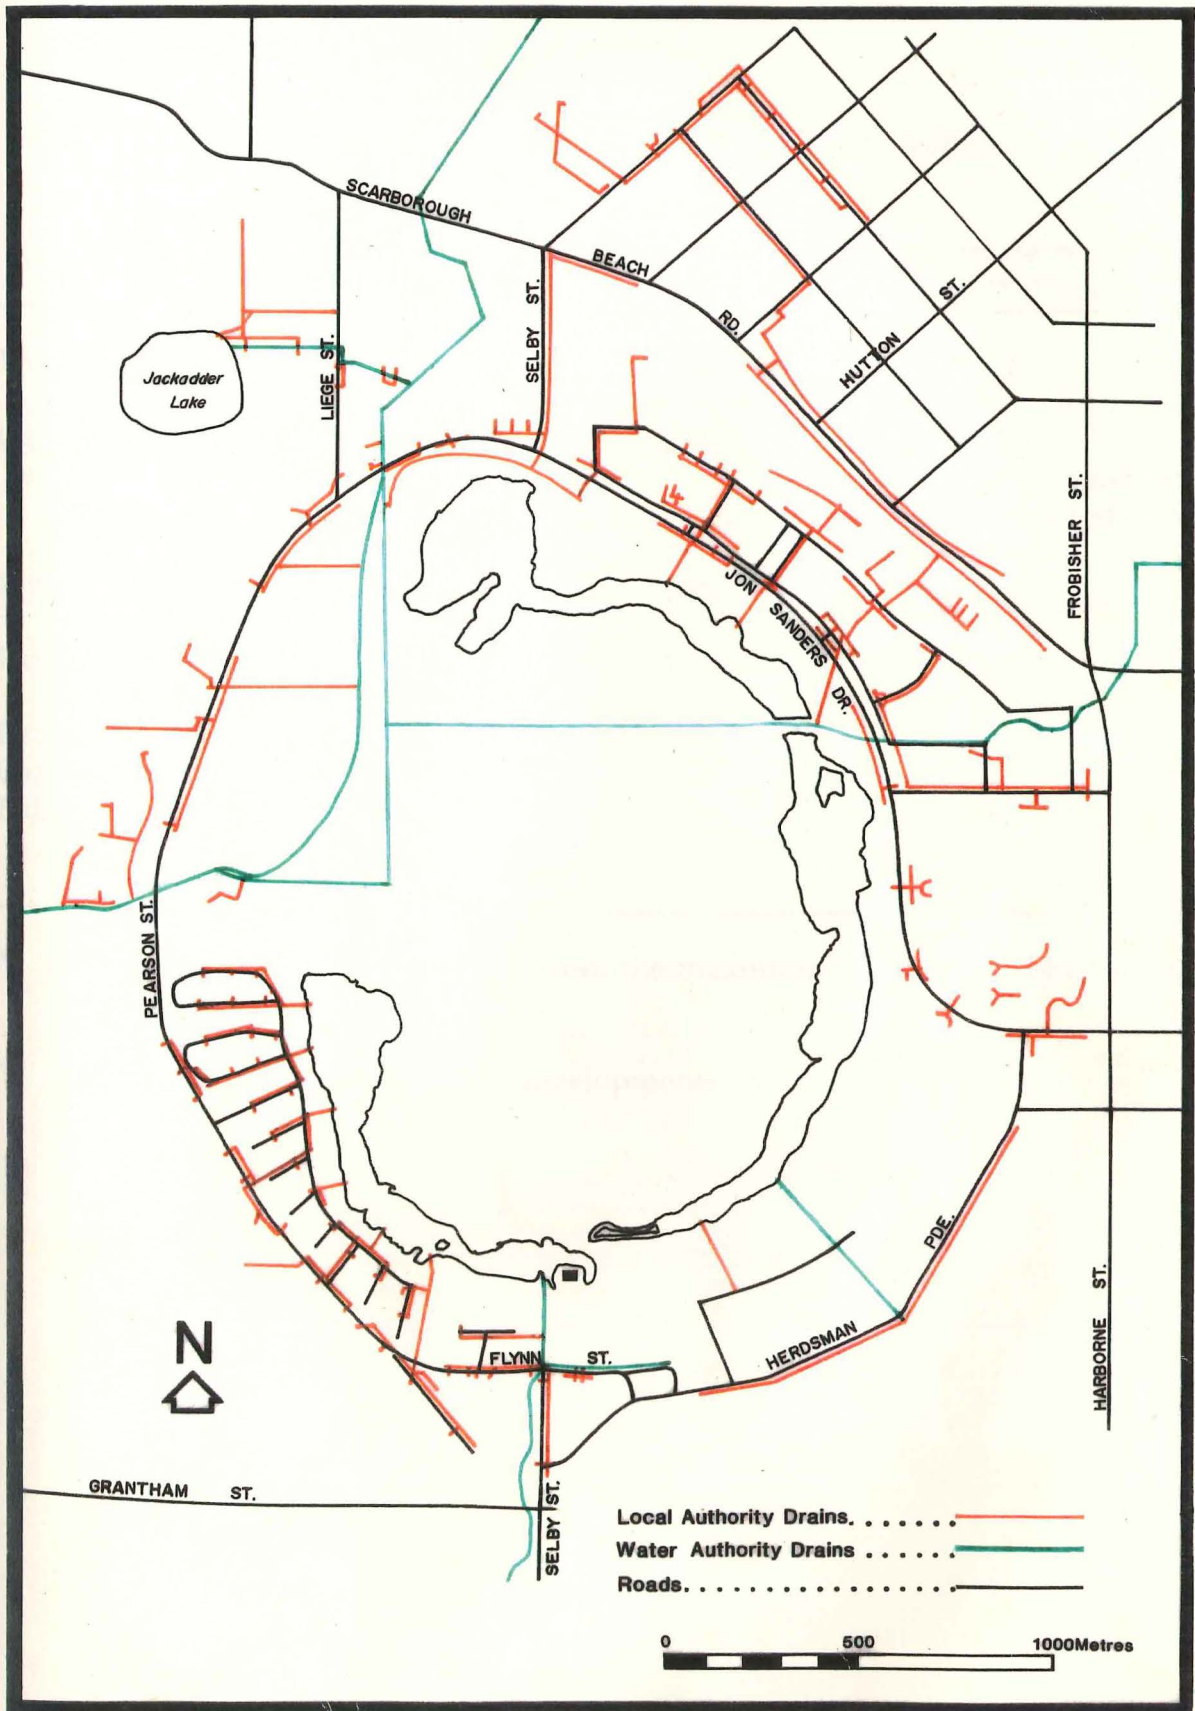 SCARBOROUGH
BEACH
RD.
SELBY ST.
HUTTON ST.
Jackadder
Lake
LIEGE ST.
FROBISHER ST.
JON SANDERS DR.
PEARSON ST.
PDE.
HERDSMAN
FLYNN ST.
HARBORNE ST.
N
GRANTHAM ST.
SELBY ST.
Local Authority Drains. . . . . . .
Water Authority Drains . . . . . .
Roads. . . . . . . . . . . . . . . . .
0 500 1000Metres